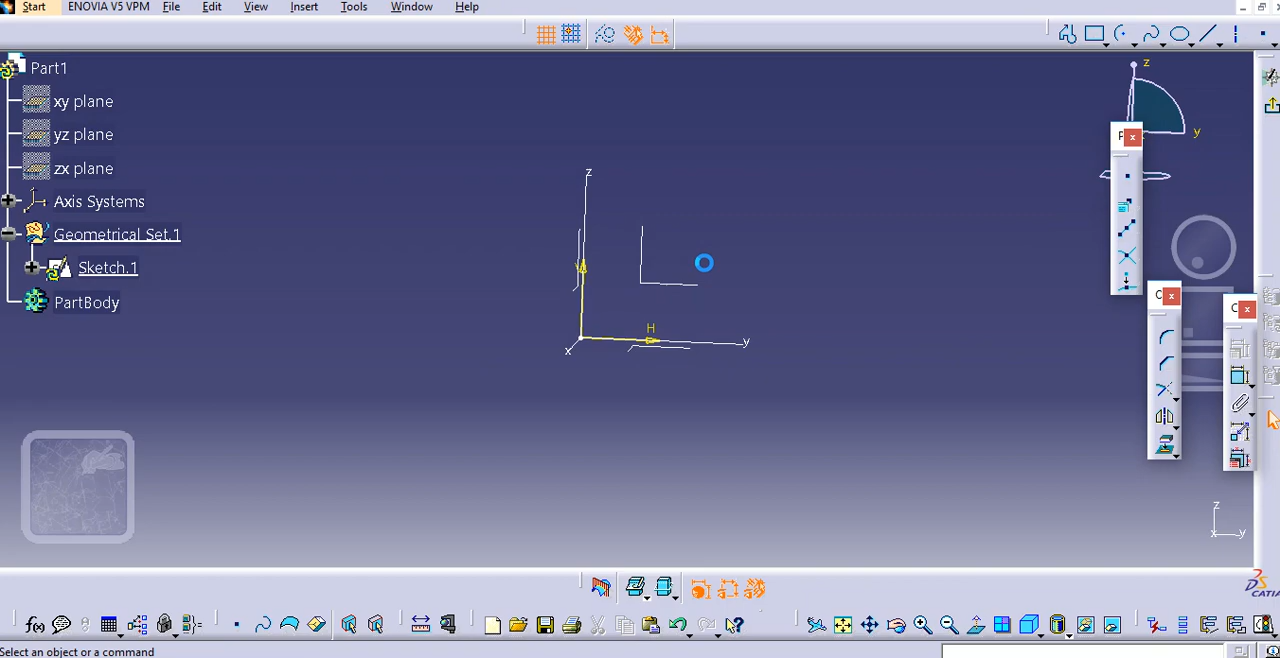 Start ENOVIA V5 VPM File Edit View Insert Tools Window Help
Part1
xy plane
yz plane
zx plane
Axis Systems
Geometrical Set.1
Sketch.1
PartBody
z
y
z
V
H
y
x
P
C
C
z
x y
f(x)
CATIA
Select an object or a command